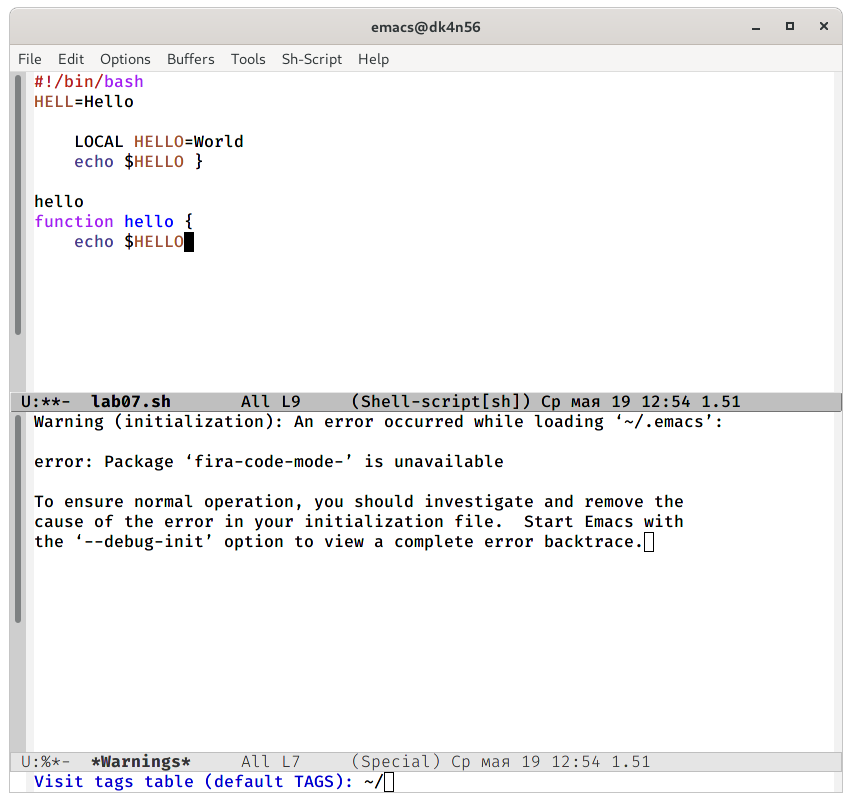 emacs@dk4n56
File Edit Options Buffers Tools Sh-Script Help
#!/bin/bash
HELL=Hello
    LOCAL HELLO=World
    echo $HELLO }
hello
function hello {
    echo $HELLO
U:**-  lab07.sh       All L9     (Shell-script[sh]) Ср мая 19 12:54 1.51
Warning (initialization): An error occurred while loading ‘~/.emacs’:
error: Package ‘fira-code-mode-’ is unavailable
To ensure normal operation, you should investigate and remove the
cause of the error in your initialization file.  Start Emacs with
the ‘--debug-init’ option to view a complete error backtrace.
U:%*-  *Warnings*     All L7     (Special) Ср мая 19 12:54 1.51
Visit tags table (default TAGS): ~/